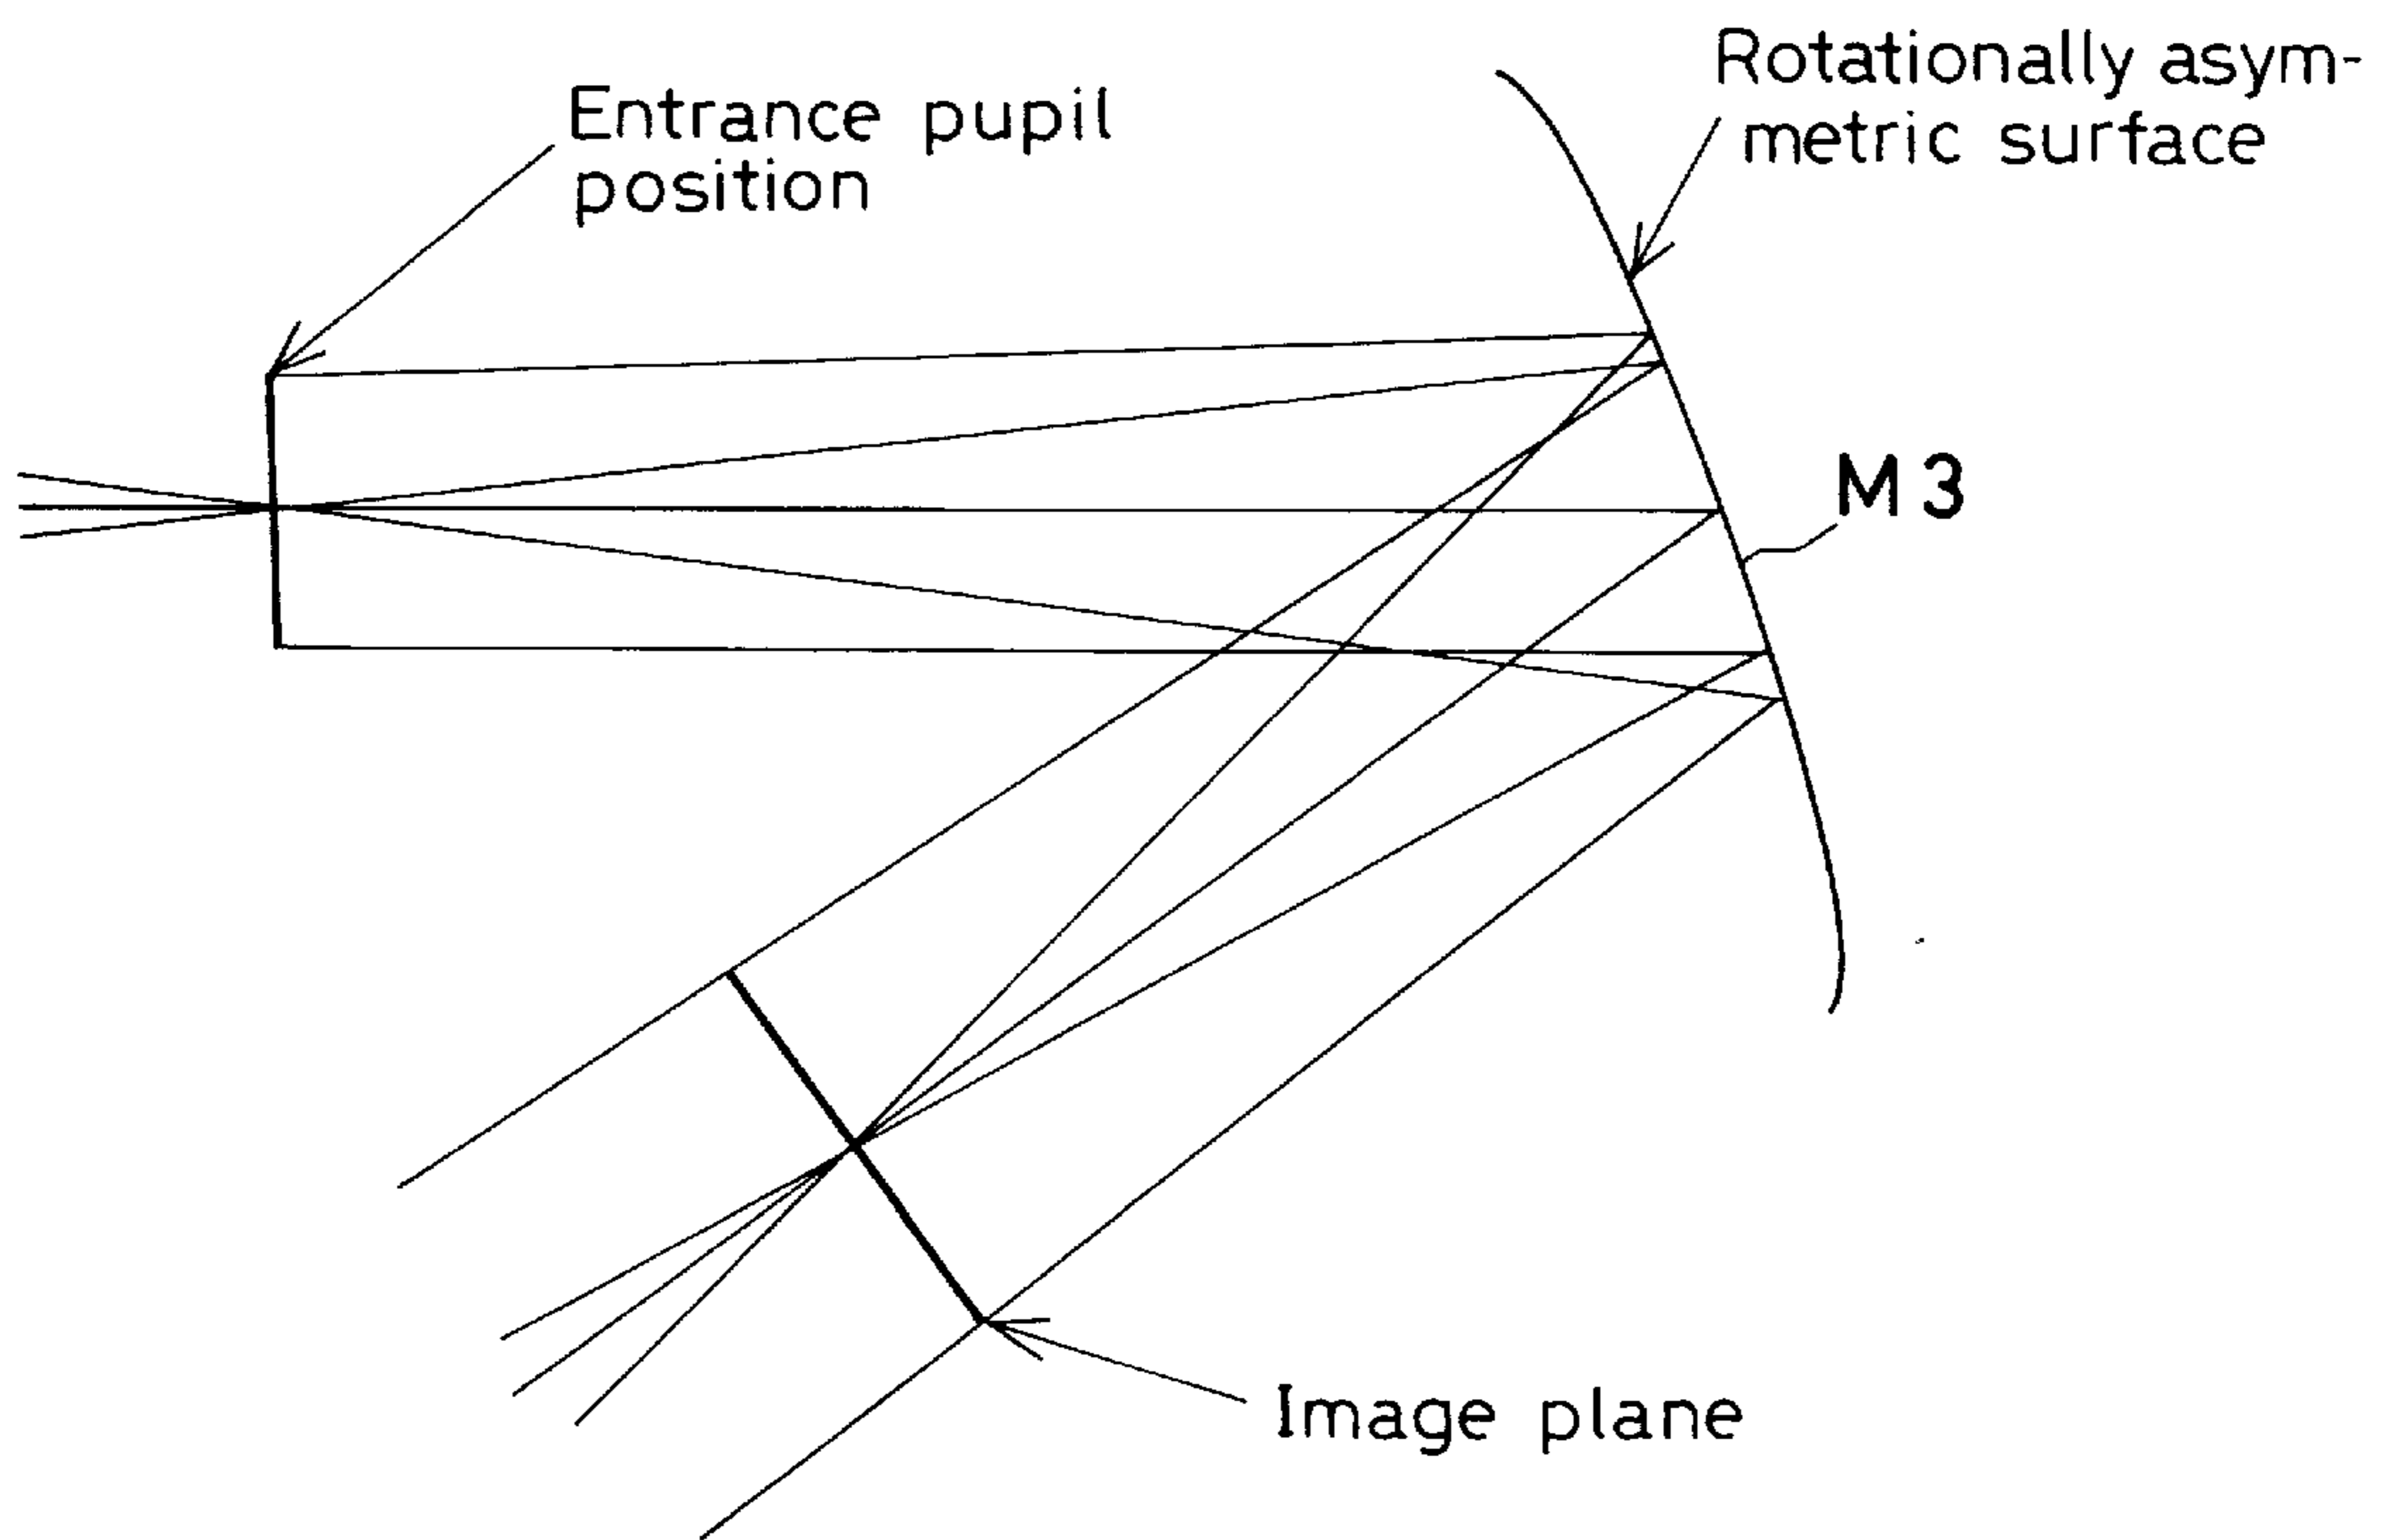 Rotationally asym-
metric surface
Entrance pupil
position
M3
Image plane